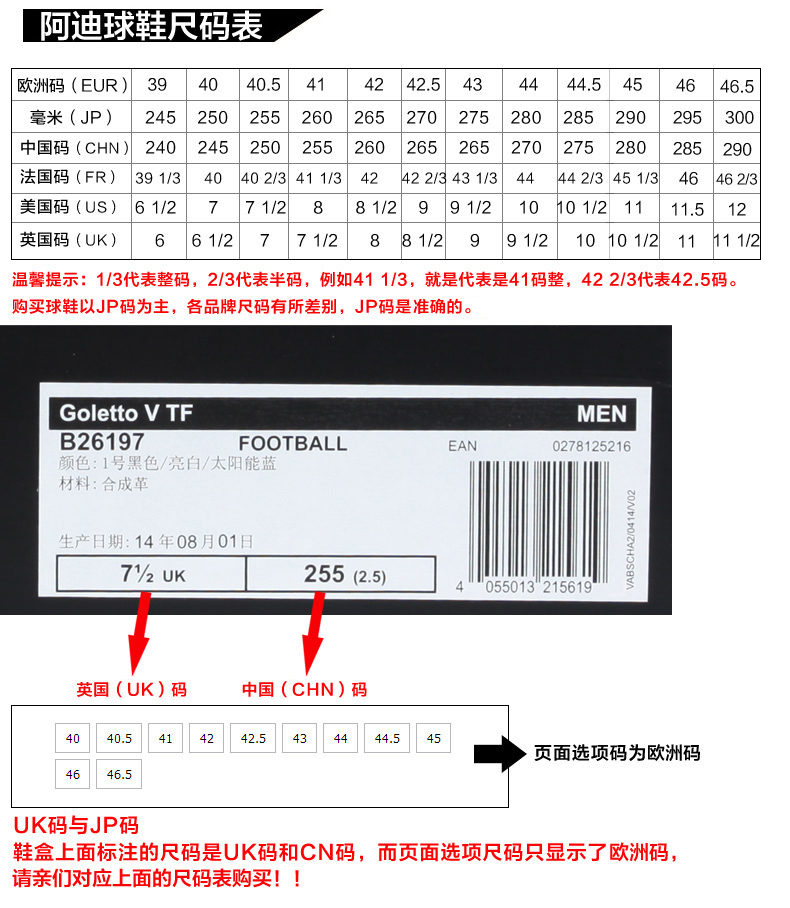 阿迪球鞋尺码表
欧洲码（EUR） 39 40 40.5 41 42 42.5 43 44 44.5 45 46 46.5
毫米（JP） 245 250 255 260 265 270 275 280 285 290 295 300
中国码（CHN） 240 245 250 255 260 265 265 270 275 280 285 290
法国码（FR） 39 1/3 40 40 2/3 41 1/3 42 42 2/3 43 1/3 44 44 2/3 45 1/3 46 46 2/3
美国码（US） 6 1/2 7 7 1/2 8 8 1/2 9 9 1/2 10 10 1/2 11 11.5 12
英国码（UK） 6 6 1/2 7 7 1/2 8 8 1/2 9 9 1/2 10 10 1/2 11 11 1/2
温馨提示：1/3代表整码，2/3代表半码，例如41 1/3，就是代表是41码整，42 2/3代表42.5码。
购买球鞋以JP码为主，各品牌尺码有所差别，JP码是准确的。
Goletto V TF MEN
B26197 FOOTBALL EAN 0278125216
颜色:1号黑色/亮白/太阳能蓝
材料:合成革
生产日期: 14年08月01日
VABSCHA2/0414/V02
7½ UK 255 (2.5)
4 055013 215619
英国（UK）码 中国（CHN）码
40 40.5 41 42 42.5 43 44 44.5 45
46 46.5
页面选项码为欧洲码
UK码与JP码
鞋盒上面标注的尺码是UK码和CN码，而页面选项尺码只显示了欧洲码，
请亲们对应上面的尺码表购买！！